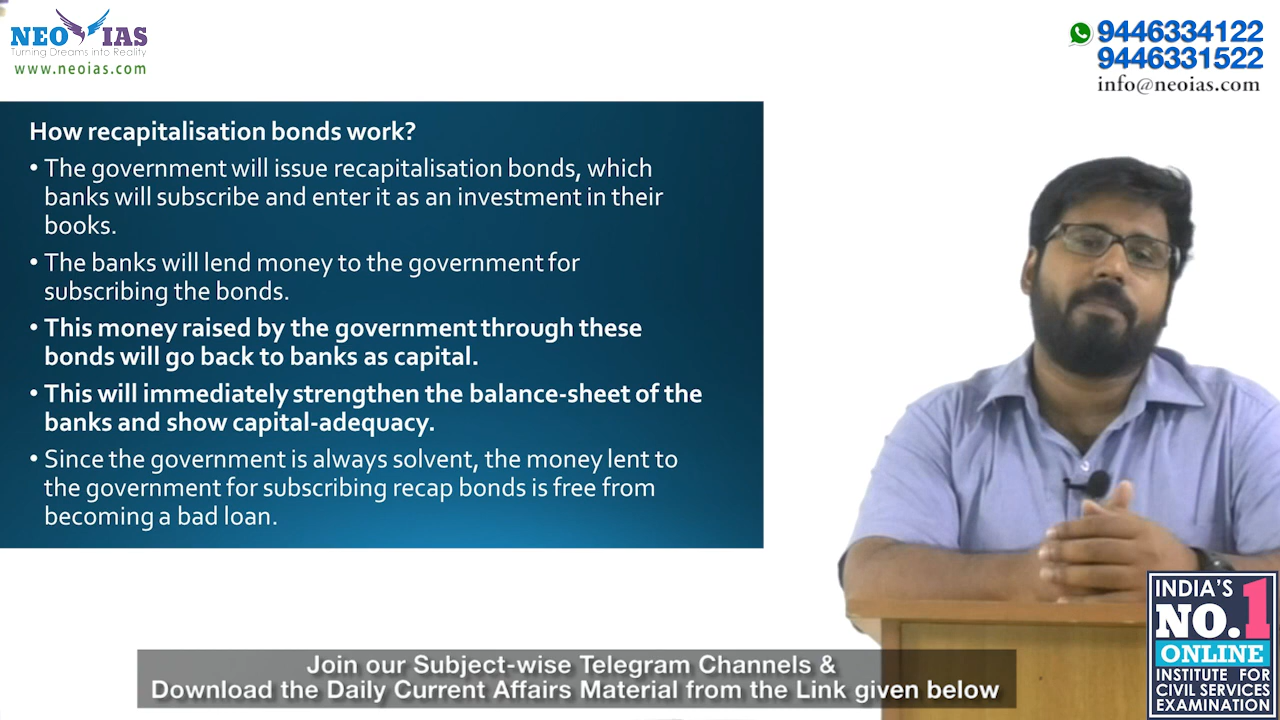 NEO IAS
Turning Dreams into Reality
www.neoias.com
9446334122
9446331522
info@neoias.com
How recapitalisation bonds work?
• The government will issue recapitalisation bonds, which
banks will subscribe and enter it as an investment in their
books.
• The banks will lend money to the government for
subscribing the bonds.
• This money raised by the government through these
bonds will go back to banks as capital.
• This will immediately strengthen the balance-sheet of the
banks and show capital-adequacy.
• Since the government is always solvent, the money lent to
the government for subscribing recap bonds is free from
becoming a bad loan.
INDIA'S
NO.1
ONLINE
INSTITUTE FOR
CIVIL SERVICES
EXAMINATION
Join our Subject-wise Telegram Channels &
Download the Daily Current Affairs Material from the Link given below